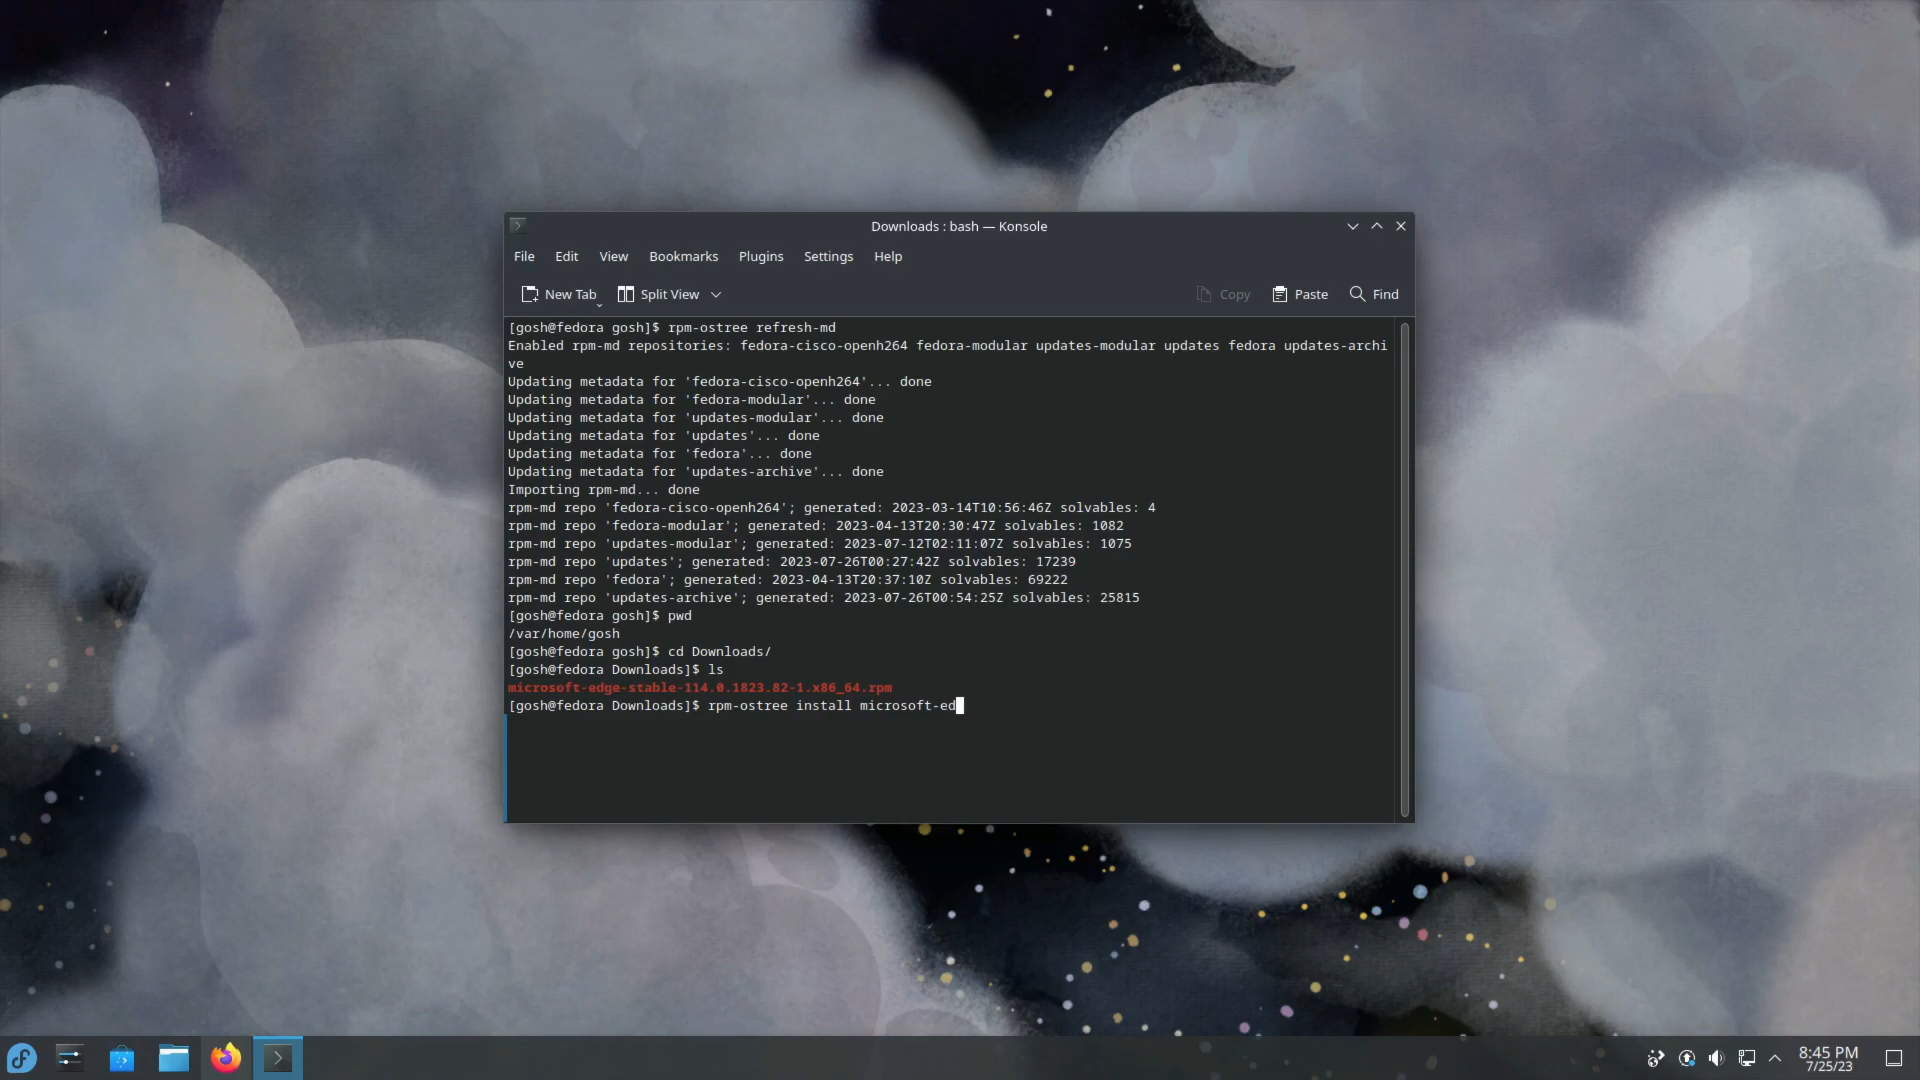 Downloads : bash — Konsole
File Edit View Bookmarks Plugins Settings Help
New Tab Split View Copy Paste Find
[gosh@fedora gosh]$ rpm-ostree refresh-md
Enabled rpm-md repositories: fedora-cisco-openh264 fedora-modular updates-modular updates fedora updates-archi
ve
Updating metadata for 'fedora-cisco-openh264'... done
Updating metadata for 'fedora-modular'... done
Updating metadata for 'updates-modular'... done
Updating metadata for 'updates'... done
Updating metadata for 'fedora'... done
Updating metadata for 'updates-archive'... done
Importing rpm-md... done
rpm-md repo 'fedora-cisco-openh264'; generated: 2023-03-14T10:56:46Z solvables: 4
rpm-md repo 'fedora-modular'; generated: 2023-04-13T20:30:47Z solvables: 1082
rpm-md repo 'updates-modular'; generated: 2023-07-12T02:11:07Z solvables: 1075
rpm-md repo 'updates'; generated: 2023-07-26T00:27:42Z solvables: 17239
rpm-md repo 'fedora'; generated: 2023-04-13T20:37:10Z solvables: 69222
rpm-md repo 'updates-archive'; generated: 2023-07-26T00:54:25Z solvables: 25815
[gosh@fedora gosh]$ pwd
/var/home/gosh
[gosh@fedora gosh]$ cd Downloads/
[gosh@fedora Downloads]$ ls
microsoft-edge-stable-114.0.1823.82-1.x86_64.rpm
[gosh@fedora Downloads]$ rpm-ostree install microsoft-ed
8:45 PM
7/25/23